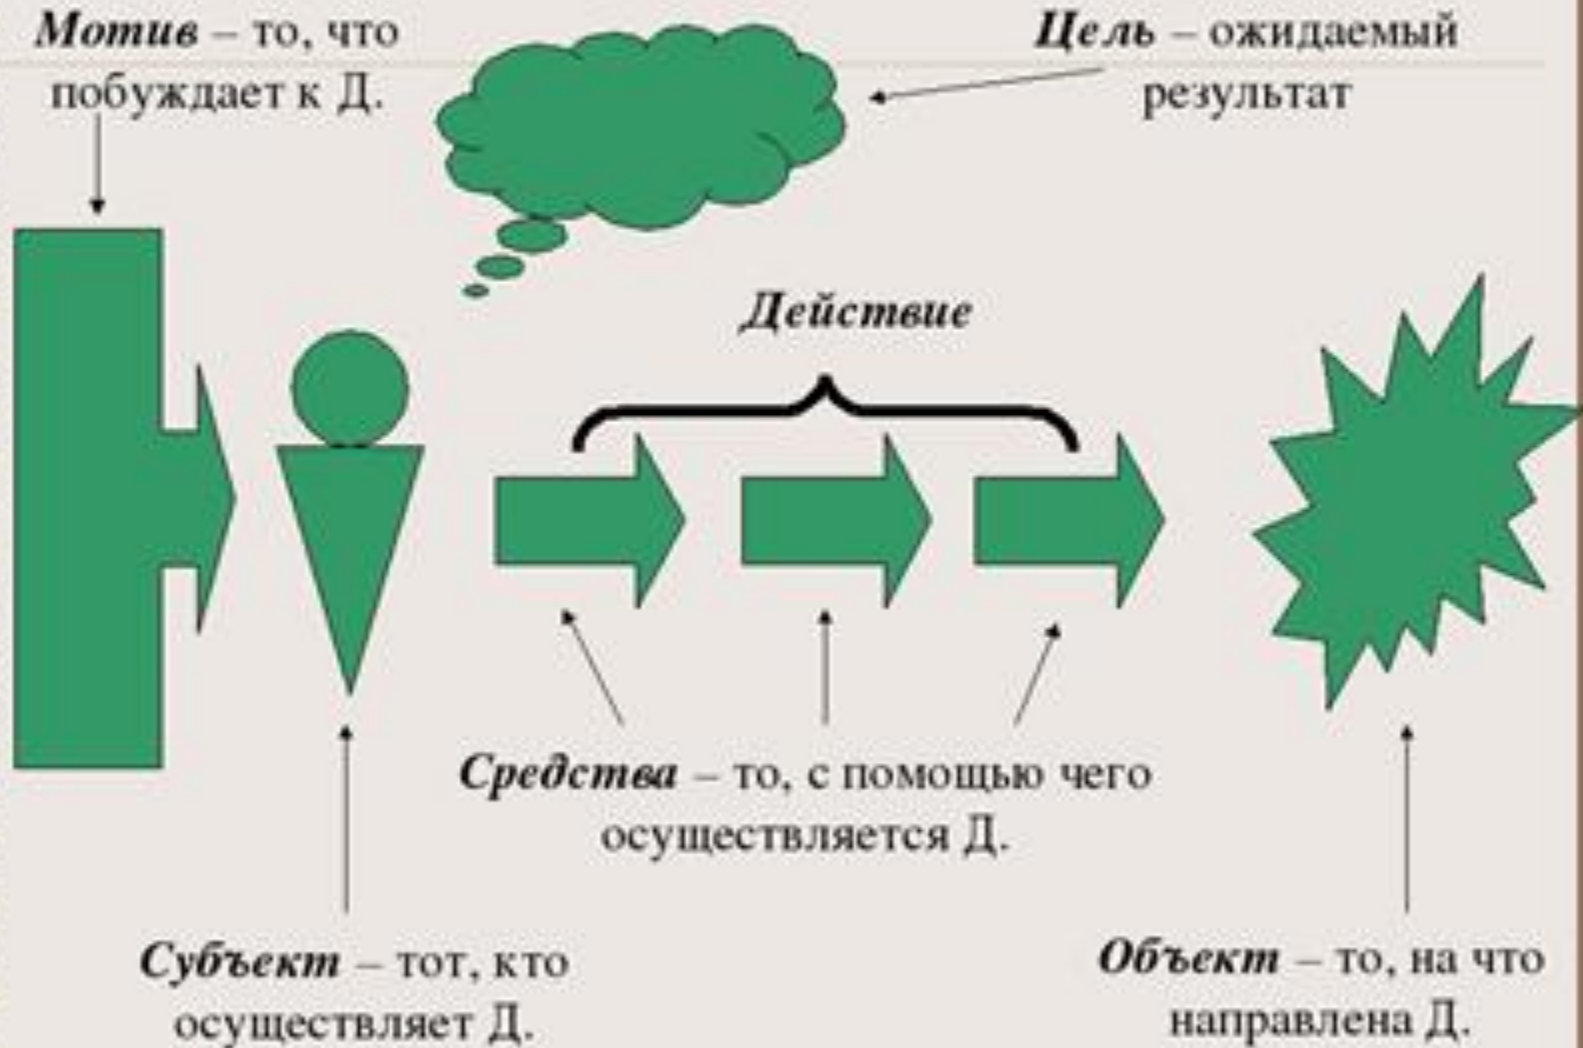 Мотив – то, что
побуждает к Д.
Цель – ожидаемый
результат
Действие
Средства – то, с помощью чего
осуществляется Д.
Субъект – тот, кто
осуществляет Д.
Объект – то, на что
направлена Д.